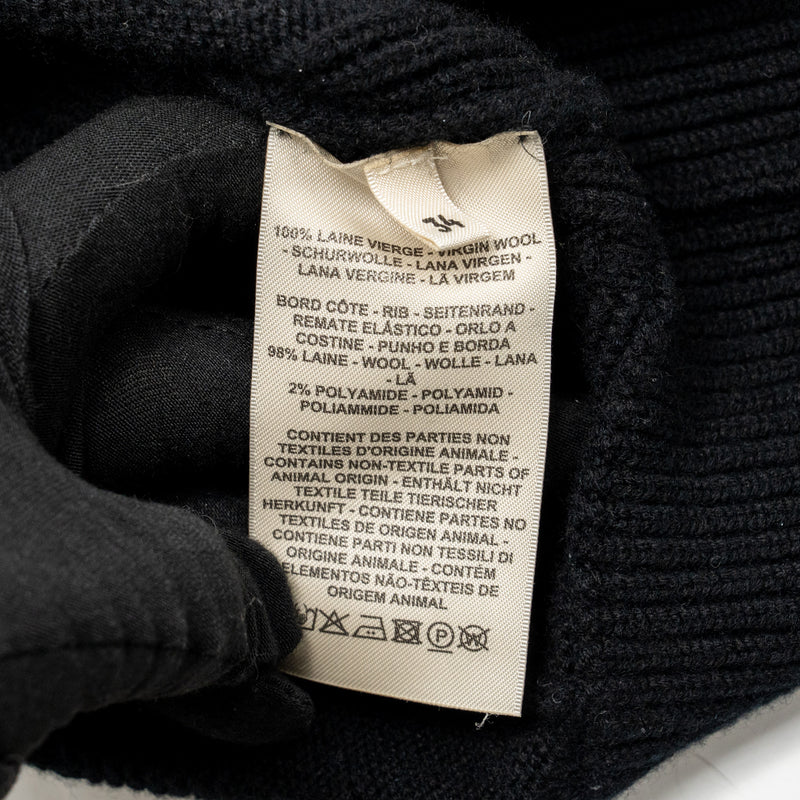 34
100% LAINE VIERGE - VIRGIN WOOL
- SCHURWOLLE - LANA VIRGEN -
LANA VERGINE - LÃ VIRGEM
BORD CÔTE - RIB - SEITENRAND -
REMATE ELÁSTICO - ORLO A
COSTINE - PUNHO E BORDA
98% LAINE - WOOL - WOLLE - LANA
- LÃ
2% POLYAMIDE - POLYAMID -
POLIAMMIDE - POLIAMIDA
CONTIENT DES PARTIES NON
TEXTILES D'ORIGINE ANIMALE -
CONTAINS NON-TEXTILE PARTS OF
ANIMAL ORIGIN - ENTHÄLT NICHT
TEXTILE TEILE TIERISCHER
HERKUNFT - CONTIENE PARTES NO
TEXTILES DE ORIGEN ANIMAL -
CONTIENE PARTI NON TESSILI DI
ORIGINE ANIMALE - CONTÉM
ELEMENTOS NÃO-TÊXTEIS DE
ORIGEM ANIMAL
P W